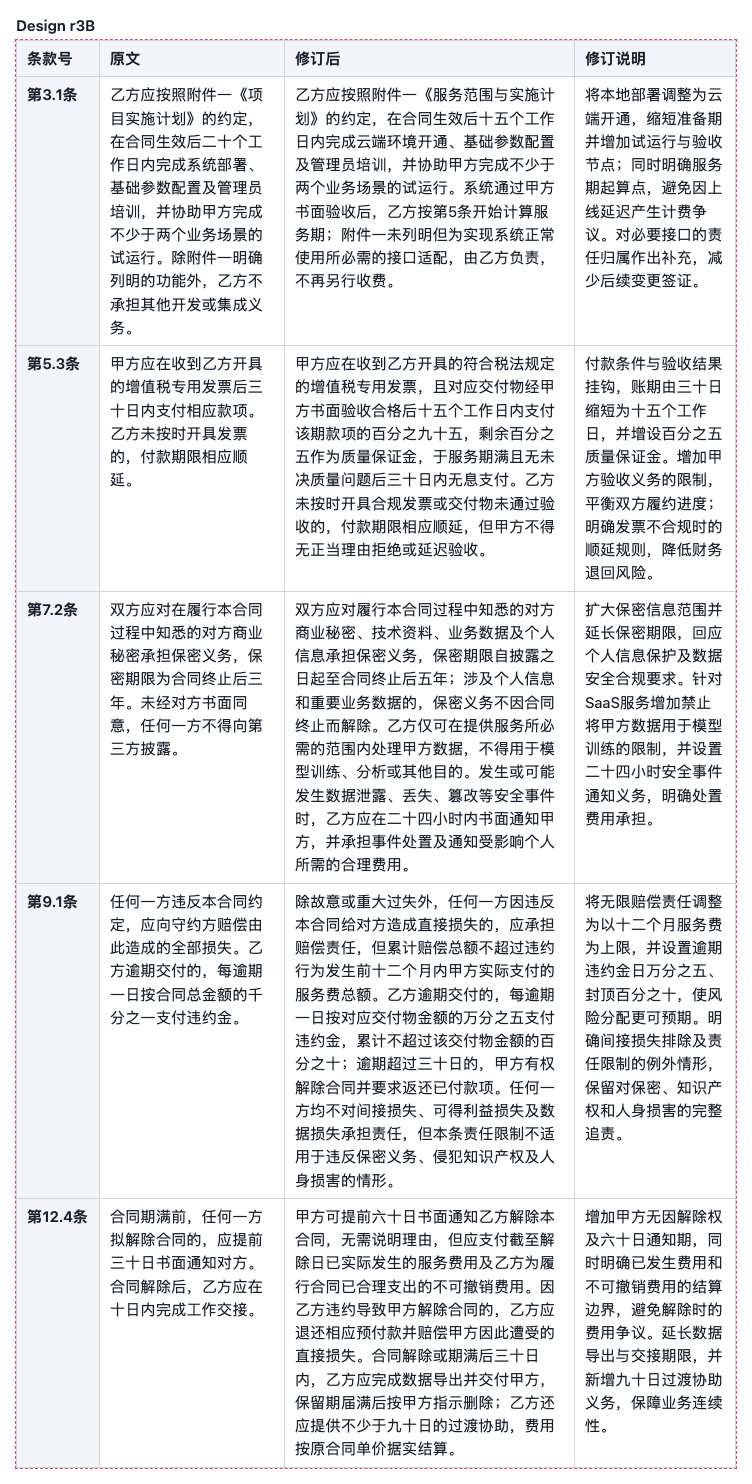 Design r3B
条款号
原文
修订后
修订说明
第3.1条
乙方应按照附件一《项
目实施计划》的约定，
在合同生效后二十个工
作日内完成系统部署、
基础参数配置及管理员
培训，并协助甲方完成
不少于两个业务场景的
试运行。除附件一明确
列明的功能外，乙方不
承担其他开发或集成义
务。
乙方应按照附件一《服务范围与实施计
划》的约定，在合同生效后十五个工作
日内完成云端环境开通、基础参数配置
及管理员培训，并协助甲方完成不少于
两个业务场景的试运行。系统通过甲方
书面验收后，乙方按第5条开始计算服
务期；附件一未列明但为实现系统正常
使用所必需的接口适配，由乙方负责，
不再另行收费。
将本地部署调整为云
端开通，缩短准备期
并增加试运行与验收
节点；同时明确服务
期起算点，避免因上
线延迟产生计费争
议。对必要接口的责
任归属作出补充，减
少后续变更签证。
第5.3条
甲方应在收到乙方开具
的增值税专用发票后三
十日内支付相应款项。
乙方未按时开具发票
的，付款期限相应顺
延。
甲方应在收到乙方开具的符合税法规定
的增值税专用发票，且对应交付物经甲
方书面验收合格后十五个工作日内支付
该期款项的百分之九十五，剩余百分之
五作为质量保证金，于服务期满且无未
决质量问题后三十日内无息支付。乙方
未按时开具合规发票或交付物未通过验
收的，付款期限相应顺延，但甲方不得
无正当理由拒绝或延迟验收。
付款条件与验收结果
挂钩，账期由三十日
缩短为十五个工作
日，并增设百分之五
质量保证金。增加甲
方验收义务的限制，
平衡双方履约进度；
明确发票不合规时的
顺延规则，降低财务
退回风险。
第7.2条
双方应对在履行本合同
过程中知悉的对方商业
秘密承担保密义务，保
密期限为合同终止后三
年。未经对方书面同
意，任何一方不得向第
三方披露。
双方应对履行本合同过程中知悉的对方
商业秘密、技术资料、业务数据及个人
信息承担保密义务，保密期限自披露之
日起至合同终止后五年；涉及个人信息
和重要业务数据的，保密义务不因合同
终止而解除。乙方仅可在提供服务所必
需的范围内处理甲方数据，不得用于模
型训练、分析或其他目的。发生或可能
发生数据泄露、丢失、篡改等安全事件
时，乙方应在二十四小时内书面通知甲
方，并承担事件处置及通知受影响个人
所需的合理费用。
扩大保密信息范围并
延长保密期限，回应
个人信息保护及数据
安全合规要求。针对
SaaS服务增加禁止
将甲方数据用于模型
训练的限制，并设置
二十四小时安全事件
通知义务，明确处置
费用承担。
第9.1条
任何一方违反本合同约
定，应向守约方赔偿由
此造成的全部损失。乙
方逾期交付的，每逾期
一日按合同总金额的千
分之一支付违约金。
除故意或重大过失外，任何一方因违反
本合同给对方造成直接损失的，应承担
赔偿责任，但累计赔偿总额不超过违约
行为发生前十二个月内甲方实际支付的
服务费总额。乙方逾期交付的，每逾期
一日按对应交付物金额的万分之五支付
违约金，累计不超过该交付物金额的百
分之十；逾期超过三十日的，甲方有权
解除合同并要求返还已付款项。任何一
方均不对间接损失、可得利益损失及数
据损失承担责任，但本条责任限制不适
用于违反保密义务、侵犯知识产权及人
身损害的情形。
将无限赔偿责任调整
为以十二个月服务费
为上限，并设置逾期
违约金日万分之五、
封顶百分之十，使风
险分配更可预期。明
确间接损失排除及责
任限制的例外情形，
保留对保密、知识产
权和人身损害的完整
追责。
第12.4条
合同期满前，任何一方
拟解除合同的，应提前
三十日书面通知对方。
合同解除后，乙方应在
十日内完成工作交接。
甲方可提前六十日书面通知乙方解除本
合同，无需说明理由，但应支付截至解
除日已实际发生的服务费用及乙方为履
行合同已合理支出的不可撤销费用。因
乙方违约导致甲方解除合同的，乙方应
退还相应预付款并赔偿甲方因此遭受的
直接损失。合同解除或期满后三十日
内，乙方应完成数据导出并交付甲方，
保留期届满后按甲方指示删除；乙方还
应提供不少于九十日的过渡协助，费用
按原合同单价据实结算。
增加甲方无因解除权
及六十日通知期，同
时明确已发生费用和
不可撤销费用的结算
边界，避免解除时的
费用争议。延长数据
导出与交接期限，并
新增九十日过渡协助
义务，保障业务连续
性。